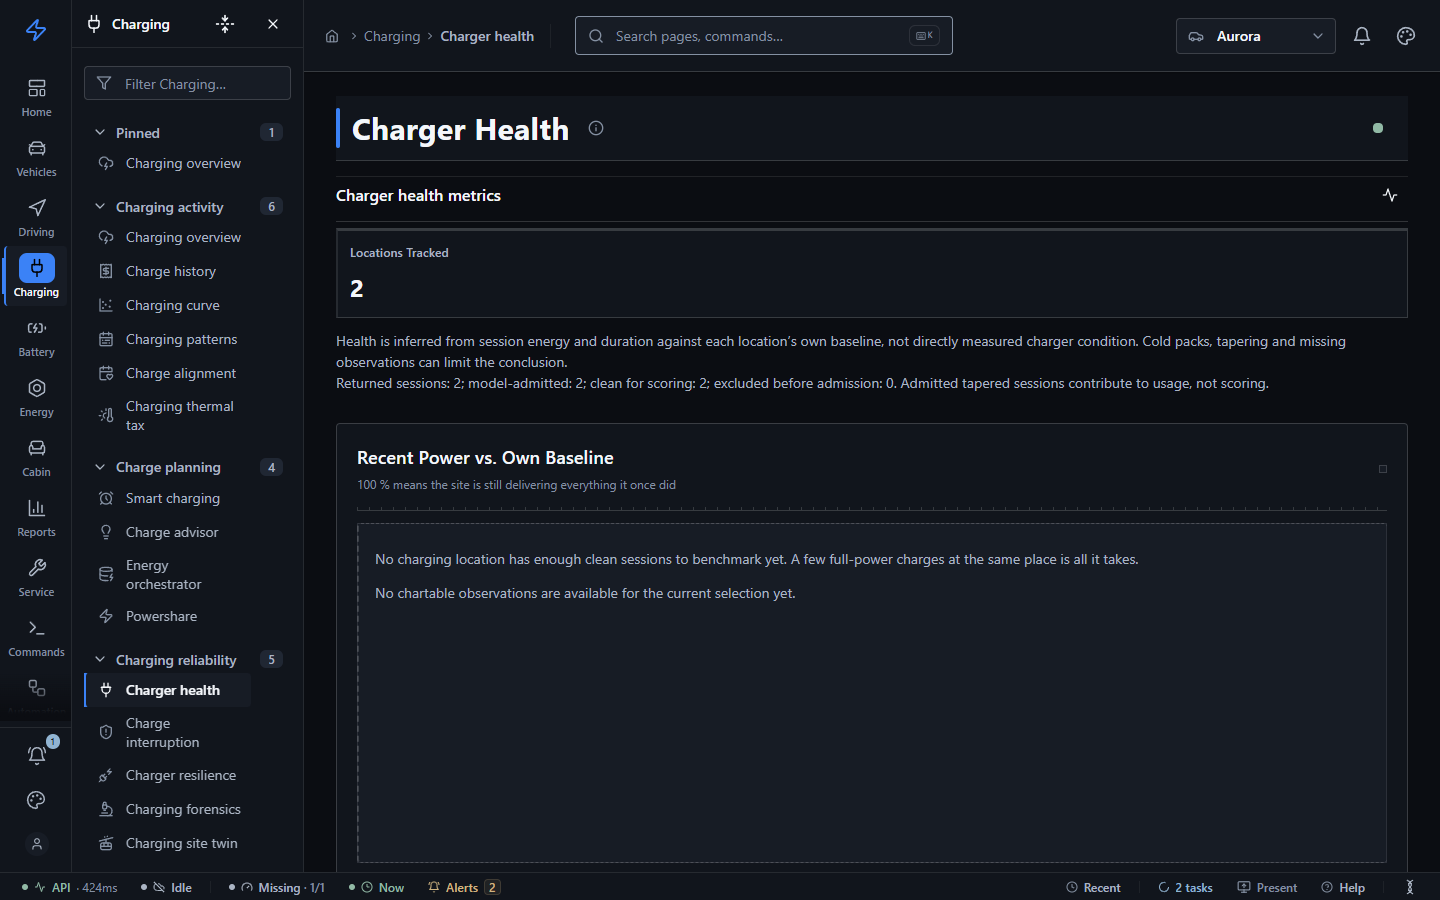 Charging
Charging
Charger health
Search pages, commands...
K
Aurora
Home
Vehicles
Driving
Charging
Battery
Energy
Cabin
Reports
Service
Commands
1
Filter Charging...
Pinned
1
Charging overview
Charging activity
6
Charging overview
Charge history
Charging curve
Charging patterns
Charge alignment
Charging thermal
tax
Charge planning
4
Smart charging
Charge advisor
Energy
orchestrator
Powershare
Charging reliability
5
Charger health
Charge
interruption
Charger resilience
Charging forensics
Charging site twin
Charger Health
Charger health metrics
Locations Tracked
2
Health is inferred from session energy and duration against each location's own baseline, not directly measured charger condition. Cold packs, tapering and missing
observations can limit the conclusion.
Returned sessions: 2; model-admitted: 2; clean for scoring: 2; excluded before admission: 0. Admitted tapered sessions contribute to usage, not scoring.
Recent Power vs. Own Baseline
100 % means the site is still delivering everything it once did
No charging location has enough clean sessions to benchmark yet. A few full-power charges at the same place is all it takes.
No chartable observations are available for the current selection yet.
API · 424ms
Idle
Missing · 1/1
Now
Alerts 2
Recent
2 tasks
Present
Help